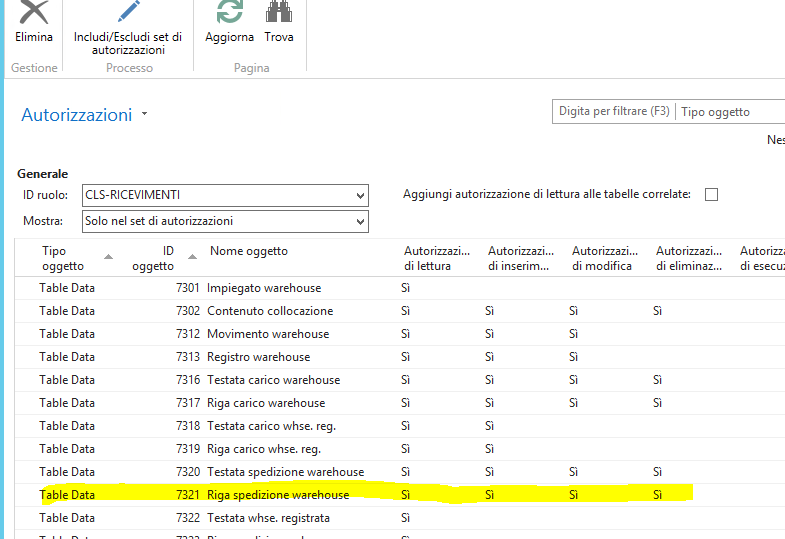 Elimina Includi/Escludi set di Aggiorna Trova
autorizzazioni
Gestione Processo Pagina
Autorizzazioni
Digita per filtrare (F3) Tipo oggetto
Nes
Generale
ID ruolo: CLS-RICEVIMENTI Aggiungi autorizzazione di lettura alle tabelle correlate:
Mostra: Solo nel set di autorizzazioni
Tipo ID Nome oggetto Autorizzazi... Autorizzazi... Autorizzazi... Autorizzazi... Autorizz
oggetto oggetto di lettura di inserim... di modifica di eliminaz... di esecuz
Table Data 7301 Impiegato warehouse Sì
Table Data 7302 Contenuto collocazione Sì Sì Sì Sì
Table Data 7312 Movimento warehouse Sì Sì Sì
Table Data 7313 Registro warehouse Sì Sì Sì
Table Data 7316 Testata carico warehouse Sì Sì Sì Sì
Table Data 7317 Riga carico warehouse Sì Sì Sì Sì
Table Data 7318 Testata carico whse. reg. Sì Sì
Table Data 7319 Riga carico whse. reg. Sì Sì
Table Data 7320 Testata spedizione warehouse Sì Sì Sì Sì
Table Data 7321 Riga spedizione warehouse Sì Sì Sì Sì
Table Data 7322 Testata whse. registrata Sì